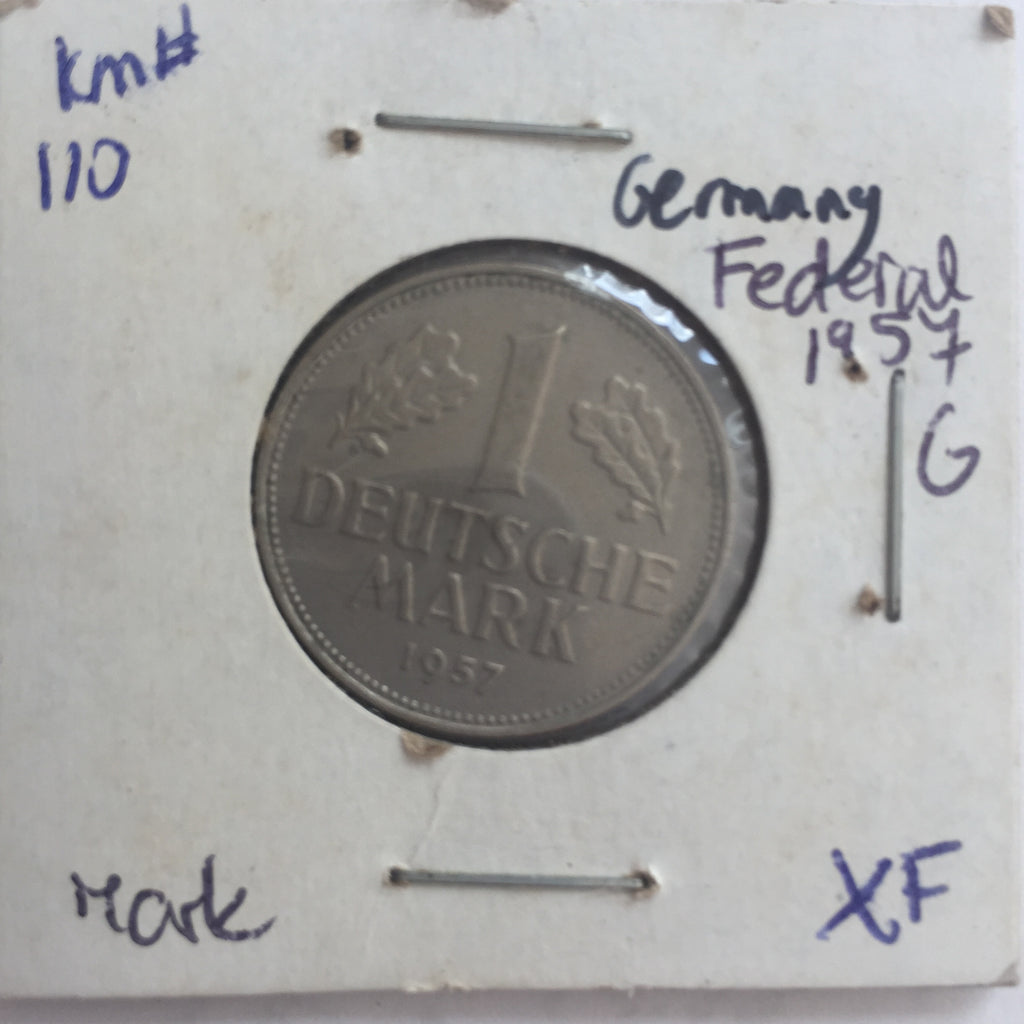 Km#
110
Germany
Federal
1957
G
1
DEUTSCHE
MARK
1957
Mark
XF